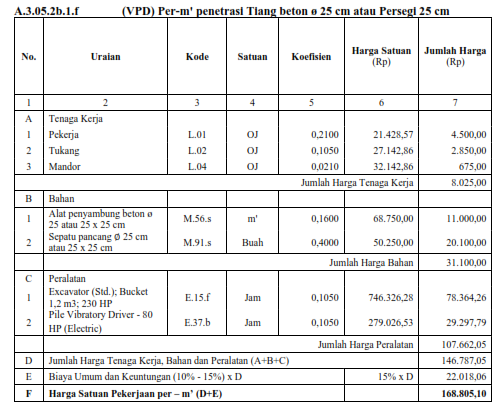 A.3.05.2b.1.f (VPD) Per-m' penetrasi Tiang beton ø 25 cm atau Persegi 25 cm
No. Uraian Kode Satuan Koefisien Harga Satuan (Rp) Jumlah Harga (Rp)
1 2 3 4 5 6 7
A Tenaga Kerja
1 Pekerja L.01 OJ 0,2100 21.428,57 4.500,00
2 Tukang L.02 OJ 0,1050 27.142,86 2.850,00
3 Mandor L.04 OJ 0,0210 32.142,86 675,00
Jumlah Harga Tenaga Kerja 8.025,00
B Bahan
1 Alat penyambung beton ø 25 atau 25 x 25 cm M.56.s m' 0,1600 68.750,00 11.000,00
2 Sepatu pancang Ø 25 cm atau 25 x 25 cm M.91.s Buah 0,4000 50.250,00 20.100,00
Jumlah Harga Bahan 31.100,00
C Peralatan
1 Excavator (Std.); Bucket 1,2 m3; 230 HP E.15.f Jam 0,1050 746.326,28 78.364,26
2 Pile Vibratory Driver - 80 HP (Electric) E.37.b Jam 0,1050 279.026,53 29.297,79
Jumlah Harga Peralatan 107.662,05
D Jumlah Harga Tenaga Kerja, Bahan dan Peralatan (A+B+C) 146.787,05
E Biaya Umum dan Keuntungan (10% - 15%) x D 15% x D 22.018,06
F Harga Satuan Pekerjaan per – m' (D+E) 168.805,10